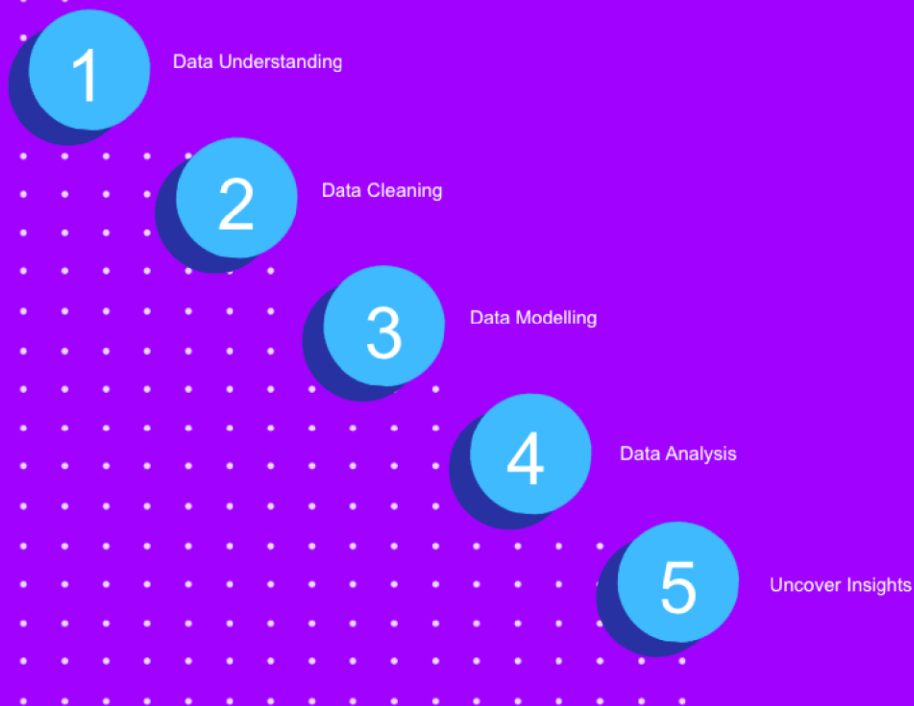 1
Data Understanding
2
Data Cleaning
3
Data Modelling
4
Data Analysis
5
Uncover Insights